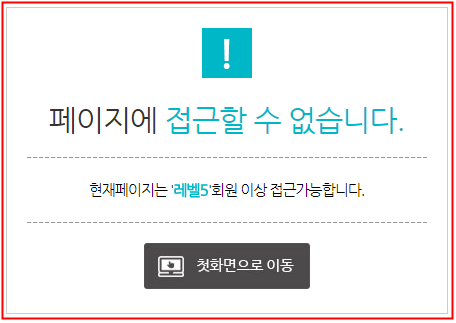 !
페이지에 접근할 수 없습니다.
현재페이지는 '레벨5'회원 이상 접근가능합니다.
첫화면으로 이동